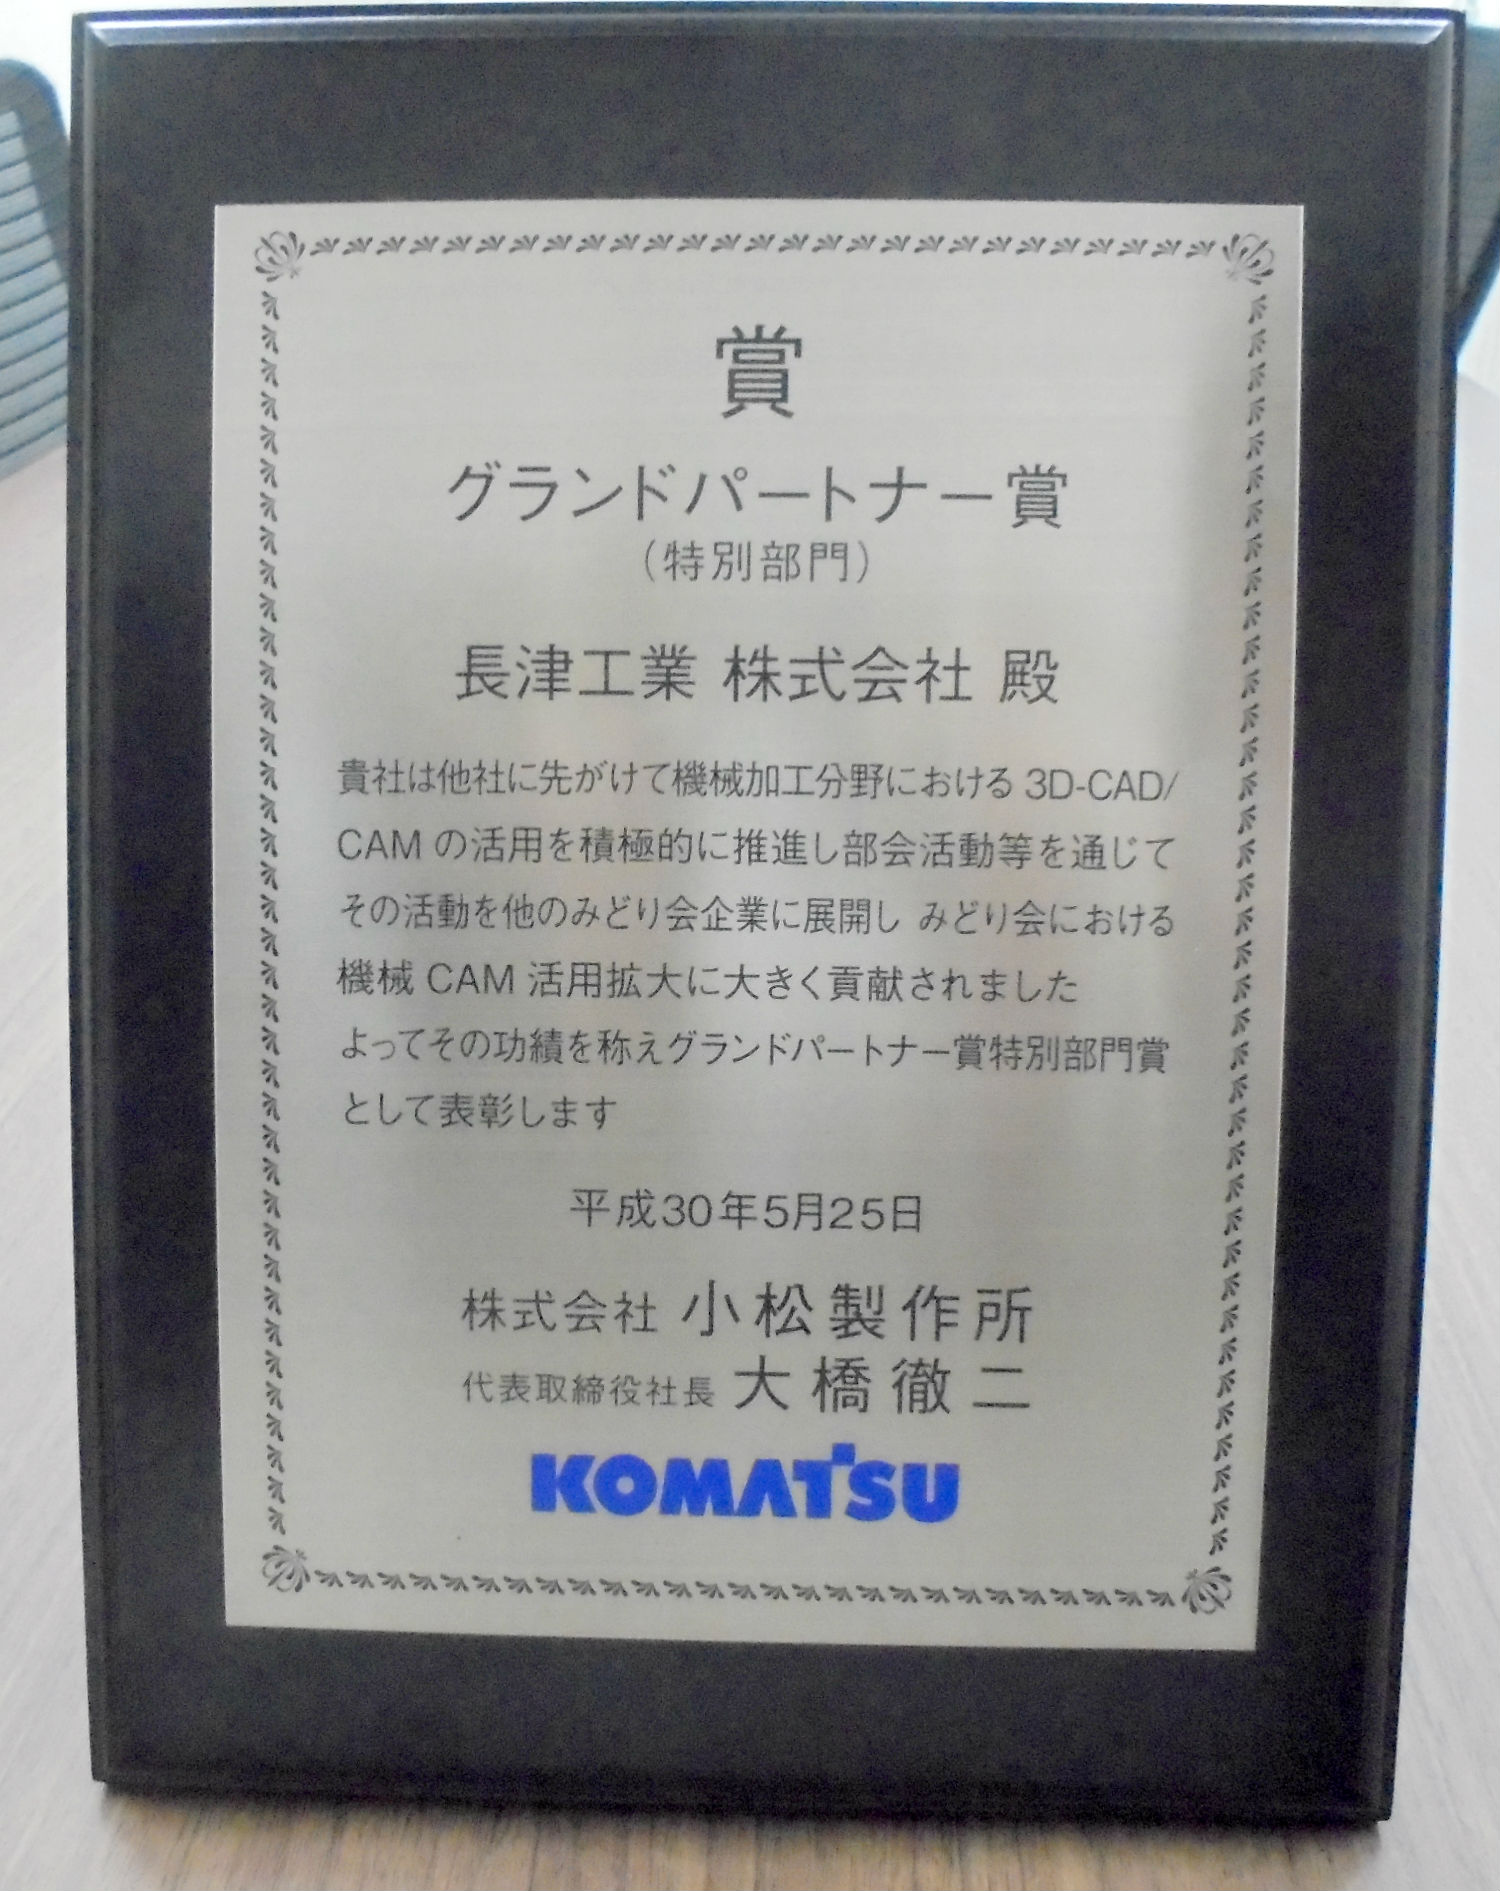 賞
グランドパートナー賞
(特別部門)
長津工業 株式会社 殿
貴社は他社に先がけて機械加工分野における 3D-CAD/
CAM の活用を積極的に推進し部会活動等を通じて
その活動を他のみどり会企業に展開し みどり会における
機械 CAM 活用拡大に大きく貢献されました
よってその功績を称えグランドパートナー賞特別部門賞
として表彰します
平成30年5月25日
株式会社 小松製作所
代表取締役社長 大橋徹二
KOMATSU